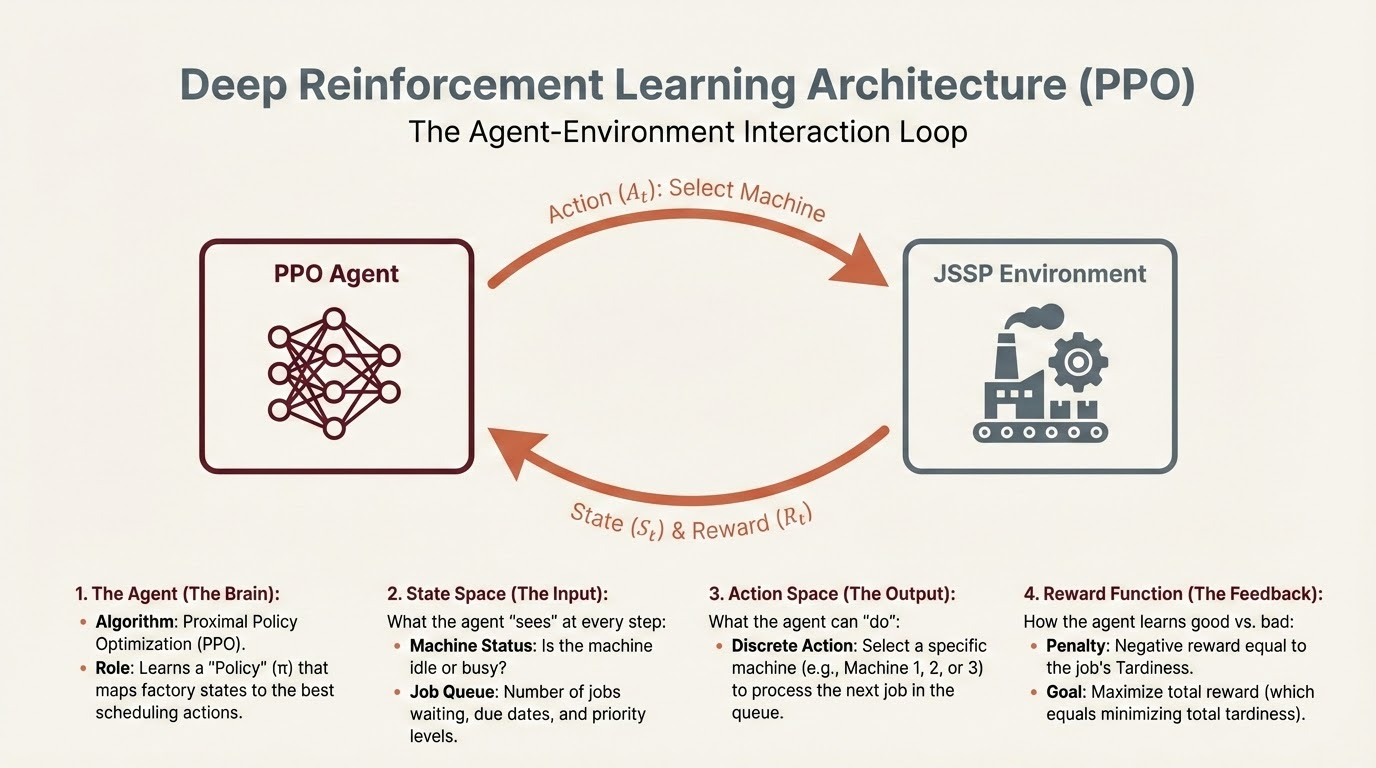 Deep Reinforcement Learning Architecture (PPO)
The Agent-Environment Interaction Loop
Action (Aₜ): Select Machine
PPO Agent
JSSP Environment
State (Sₜ) & Reward (Rₜ)
1. The Agent (The Brain):
• Algorithm: Proximal Policy
Optimization (PPO).
• Role: Learns a "Policy" (π) that
maps factory states to the best
scheduling actions.
2. State Space (The Input):
What the agent "sees" at every step:
• Machine Status: Is the machine
idle or busy?
• Job Queue: Number of jobs
waiting, due dates, and priority
levels.
3. Action Space (The Output):
What the agent can "do":
• Discrete Action: Select a specific
machine (e.g., Machine 1, 2, or 3)
to process the next job in the
queue.
4. Reward Function (The Feedback):
How the agent learns good vs. bad:
• Penalty: Negative reward equal to
the job's Tardiness.
• Goal: Maximize total reward (which
equals minimizing total tardiness).